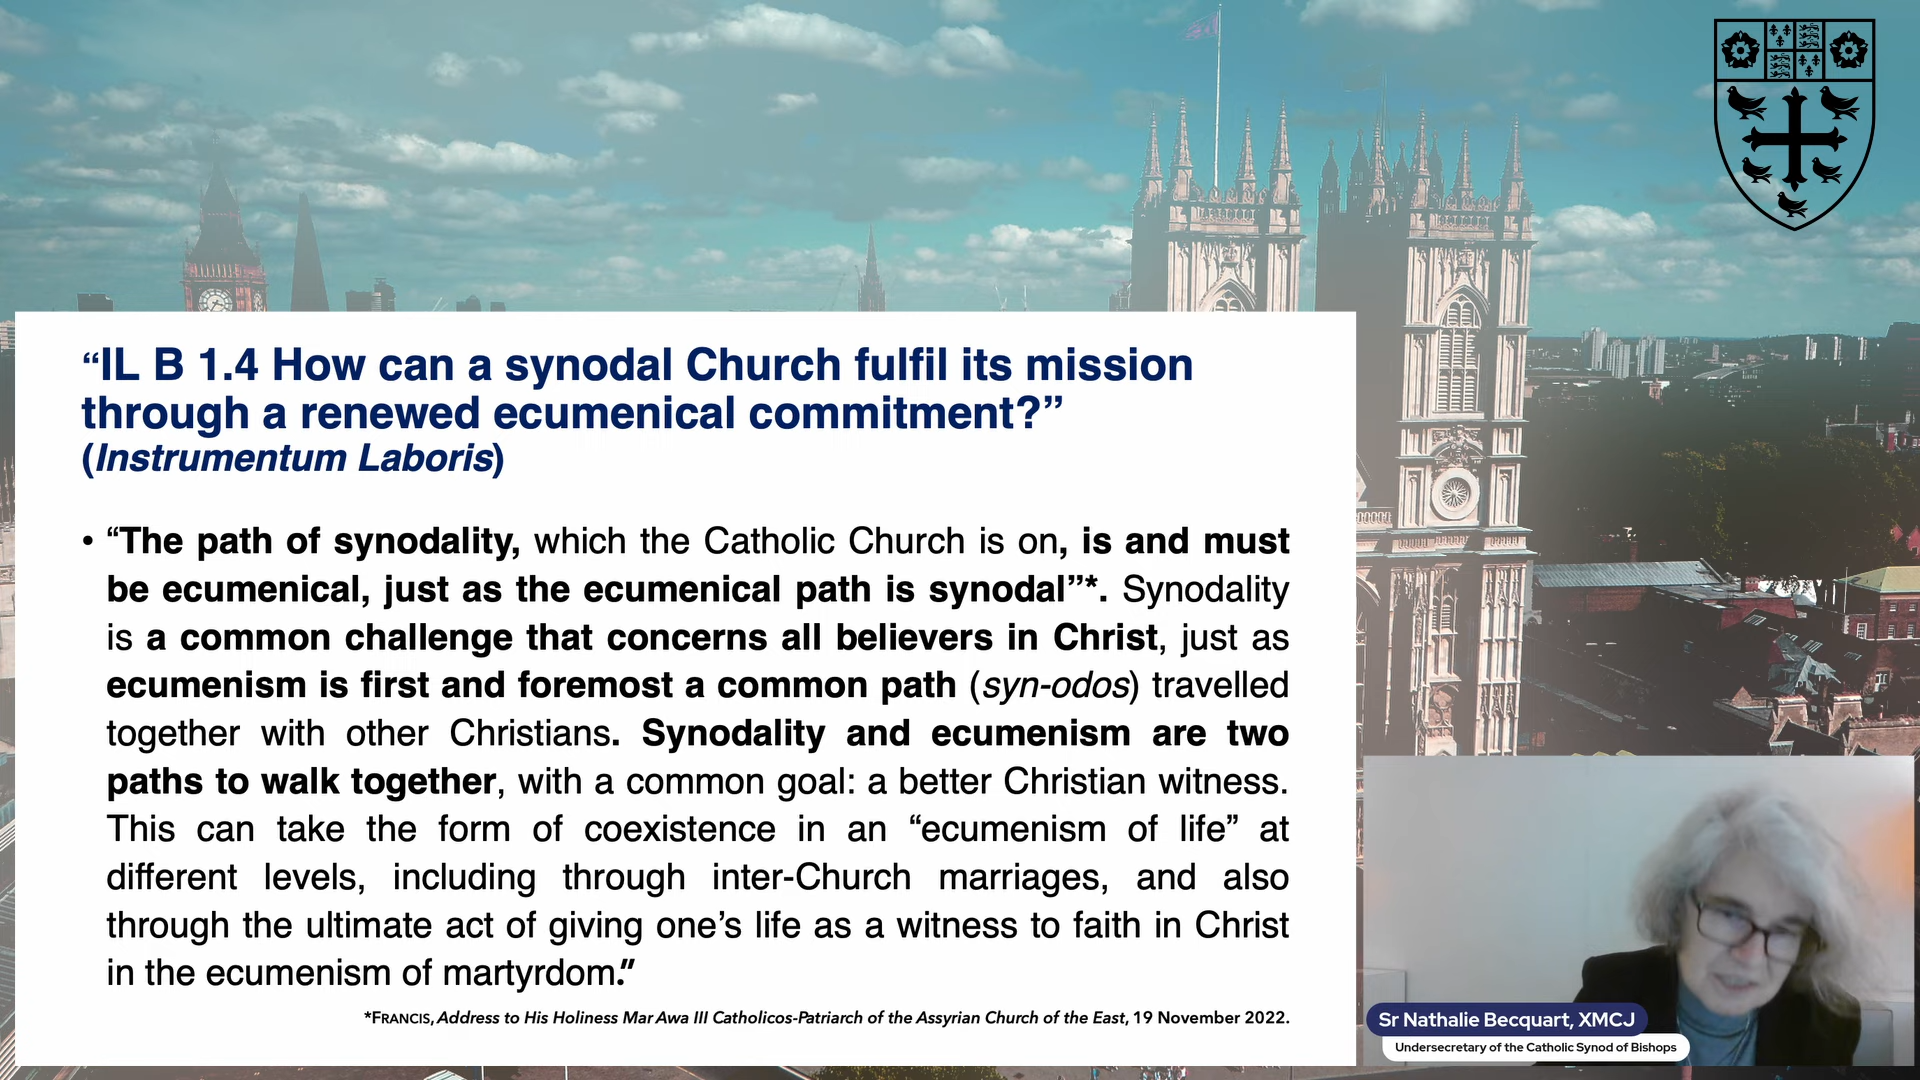 “IL B 1.4 How can a synodal Church fulfil its mission
through a renewed ecumenical commitment?”
(Instrumentum Laboris)
• “The path of synodality, which the Catholic Church is on, is and must
be ecumenical, just as the ecumenical path is synodal”*. Synodality
is a common challenge that concerns all believers in Christ, just as
ecumenism is first and foremost a common path (syn-odos) travelled
together with other Christians. Synodality and ecumenism are two
paths to walk together, with a common goal: a better Christian witness.
This can take the form of coexistence in an “ecumenism of life” at
different levels, including through inter-Church marriages, and also
through the ultimate act of giving one’s life as a witness to faith in Christ
in the ecumenism of martyrdom.”
*FRANCIS, Address to His Holiness Mar Awa III Catholicos-Patriarch of the Assyrian Church of the East, 19 November 2022.
Sr Nathalie Becquart, XMCJ
Undersecretary of the Catholic Synod of Bishops